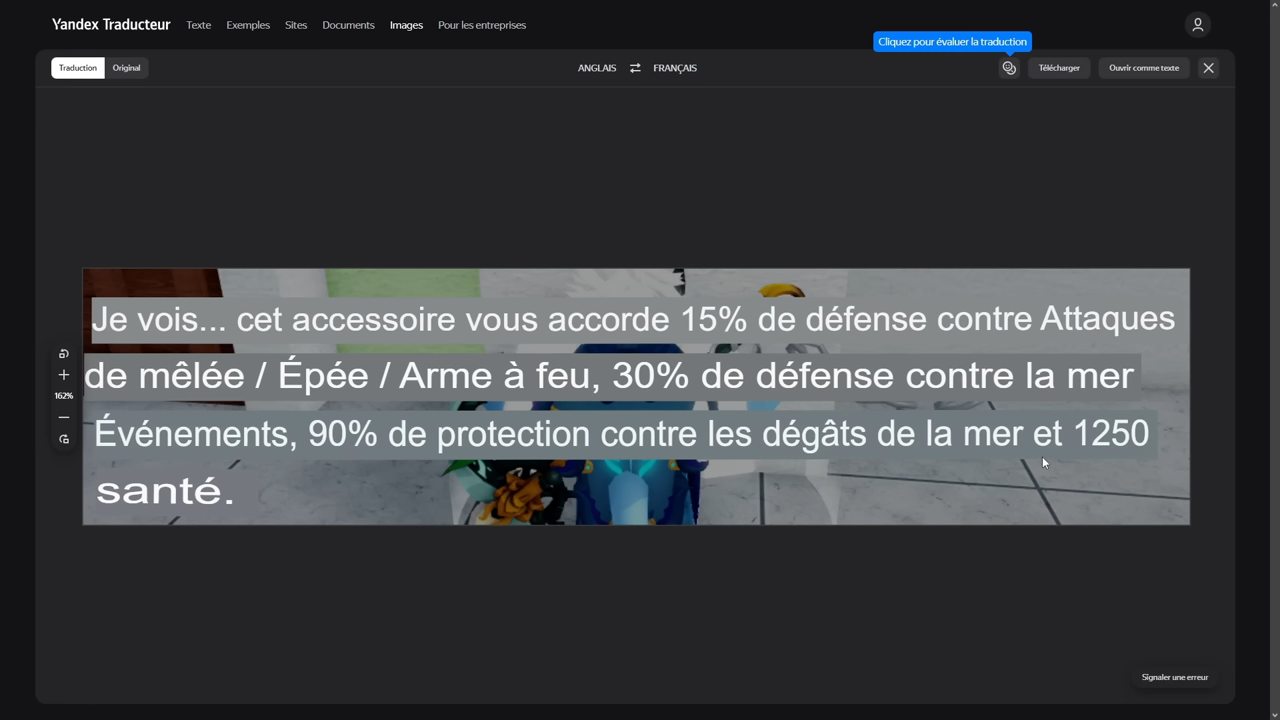 Yandex Traducteur Texte Exemples Sites Documents Images Pour les entreprises
Cliquez pour évaluer la traduction
Traduction Original ANGLAIS FRANÇAIS Télécharger Ouvrir comme texte
Je vois... cet accessoire vous accorde 15% de défense contre Attaques
de mêlée / Épée / Arme à feu, 30% de défense contre la mer
162%
Événements, 90% de protection contre les dégâts de la mer et 1250
santé.
Signaler une erreur